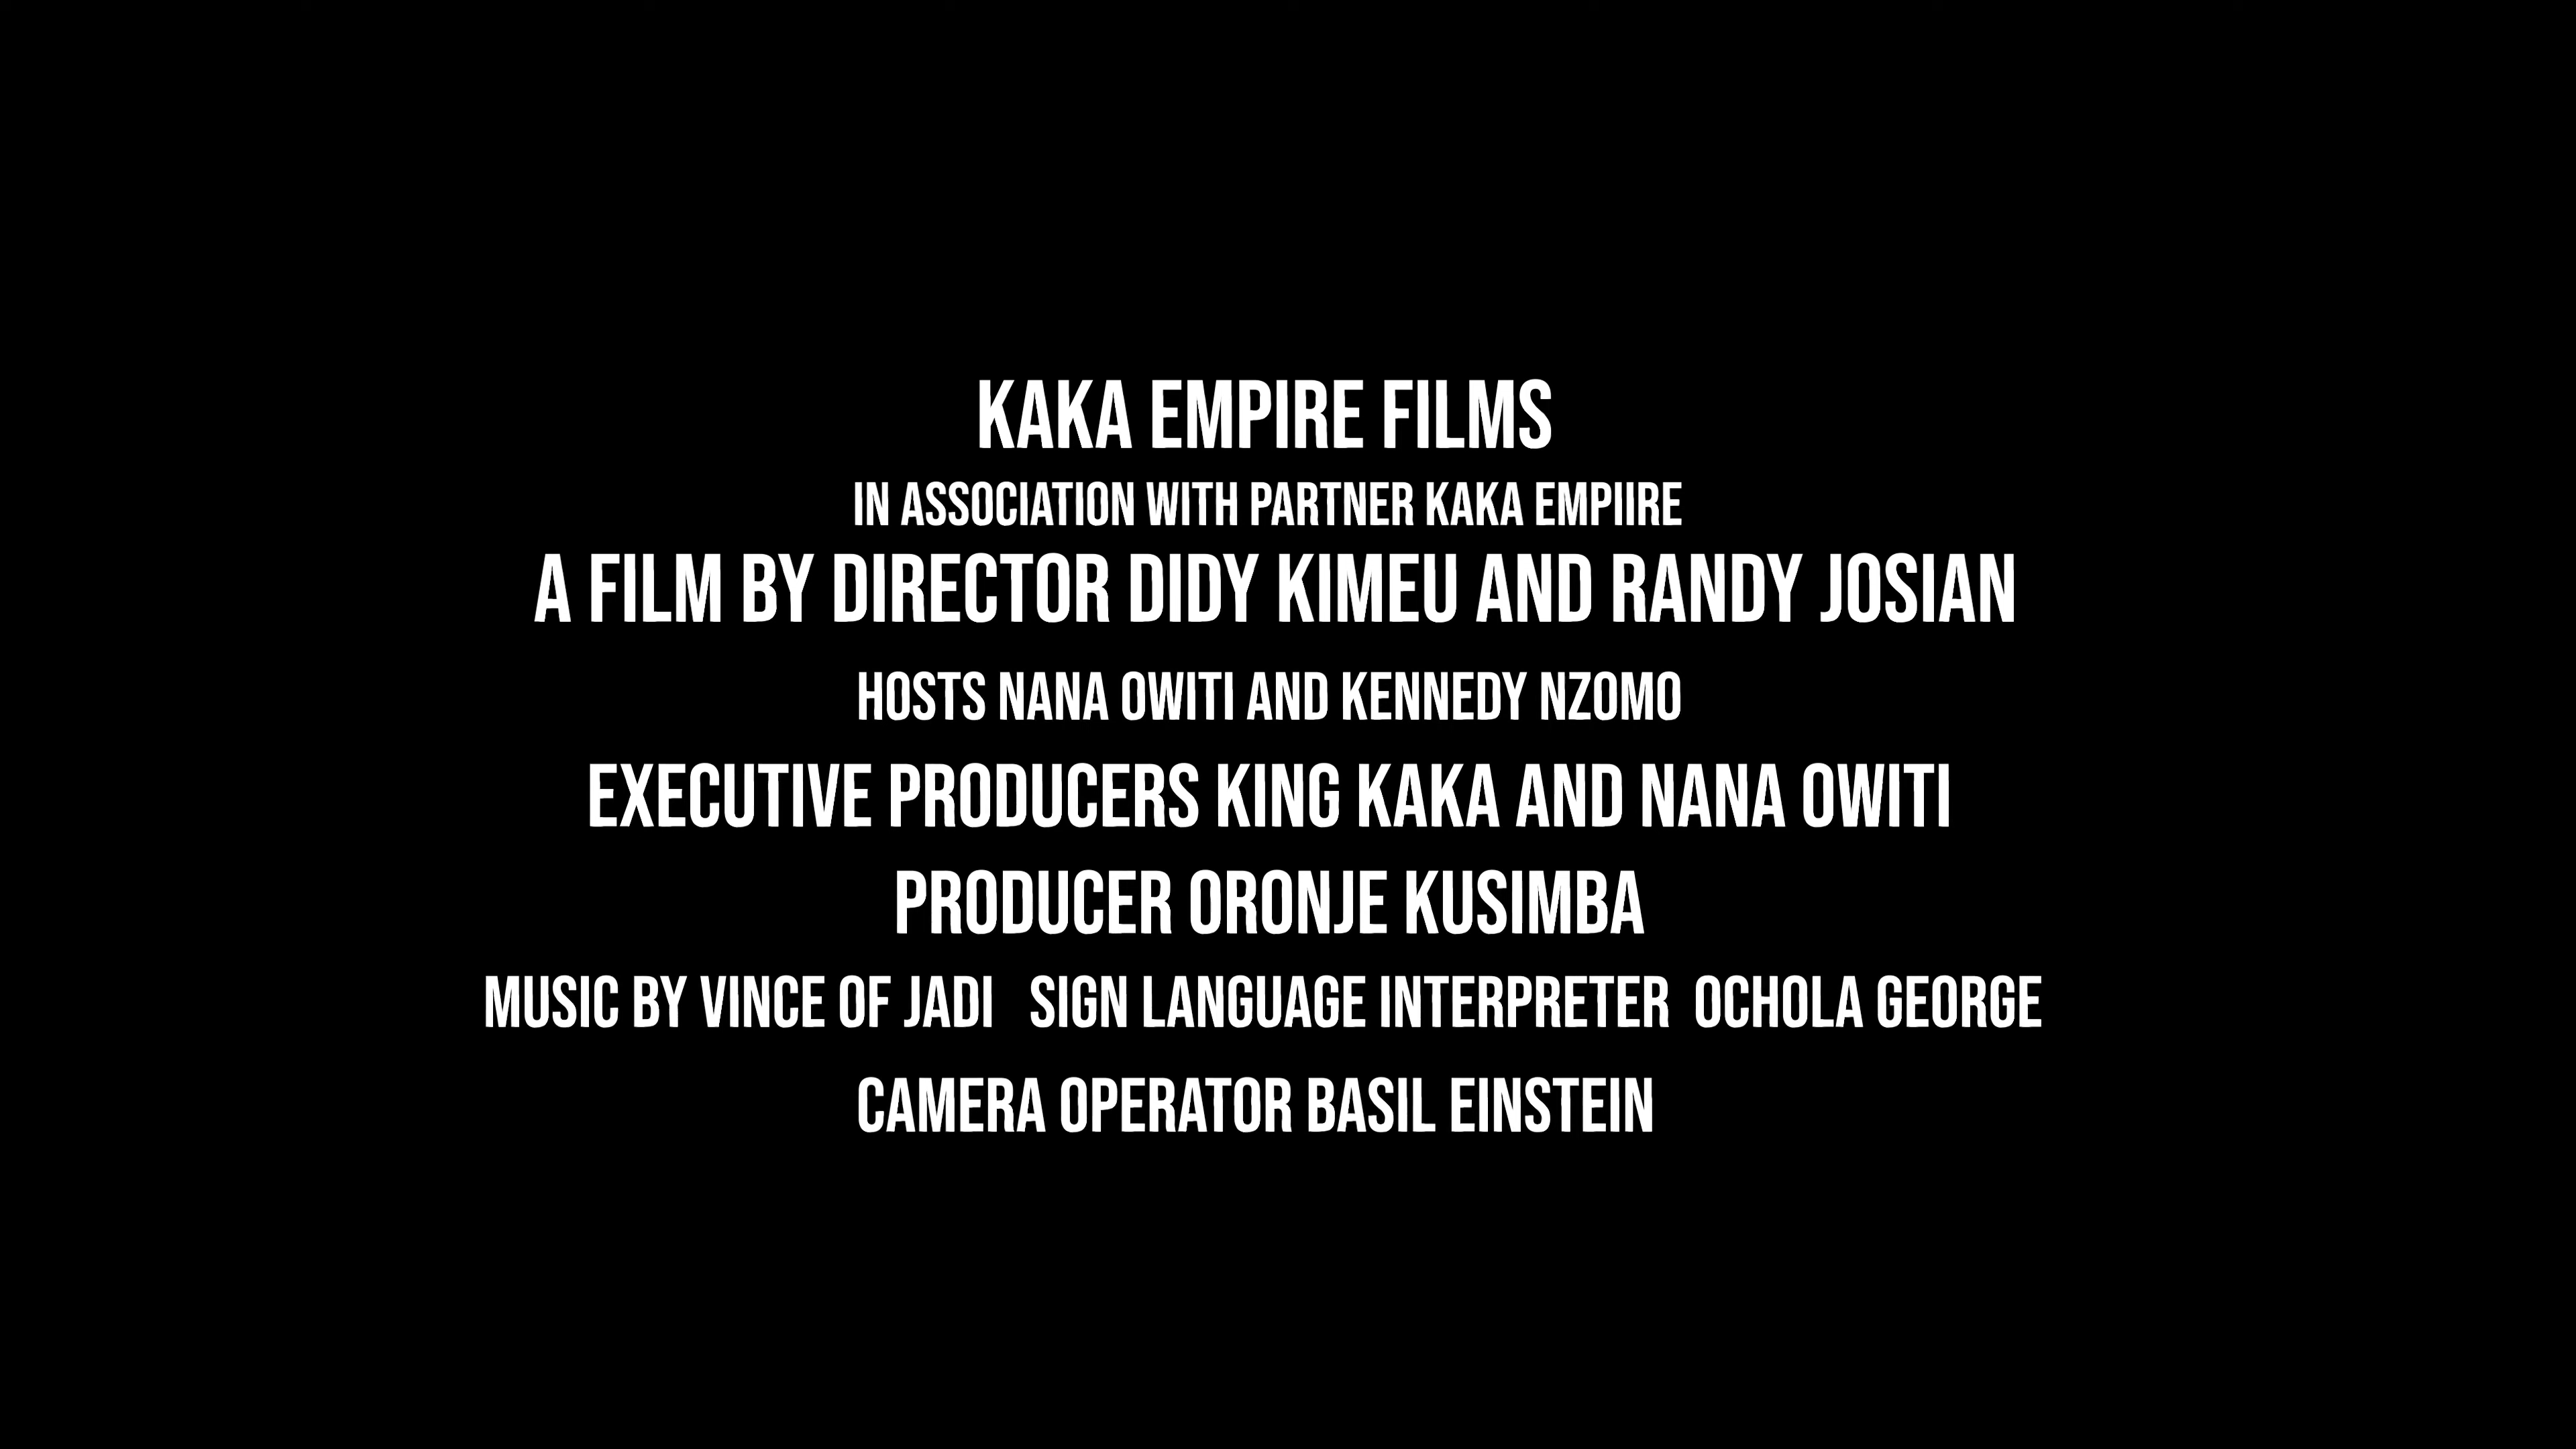 KAKA EMPIRE FILMS
IN ASSOCIATION WITH PARTNER KAKA EMPIIRE
A FILM BY DIRECTOR DIDY KIMEU AND RANDY JOSIAN
HOSTS NANA OWITI AND KENNEDY NZOMO
EXECUTIVE PRODUCERS KING KAKA AND NANA OWITI
PRODUCER ORONJE KUSIMBA
MUSIC BY VINCE OF JADI SIGN LANGUAGE INTERPRETER OCHOLA GEORGE
CAMERA OPERATOR BASIL EINSTEIN